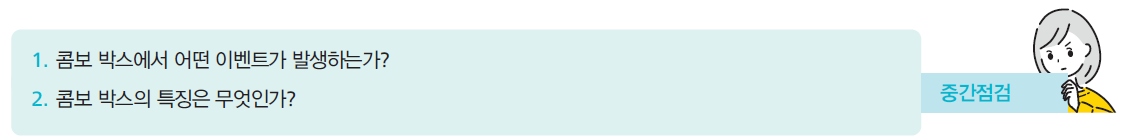 1. 콤보 박스에서 어떤 이벤트가 발생하는가?
2. 콤보 박스의 특징은 무엇인가?
중간점검